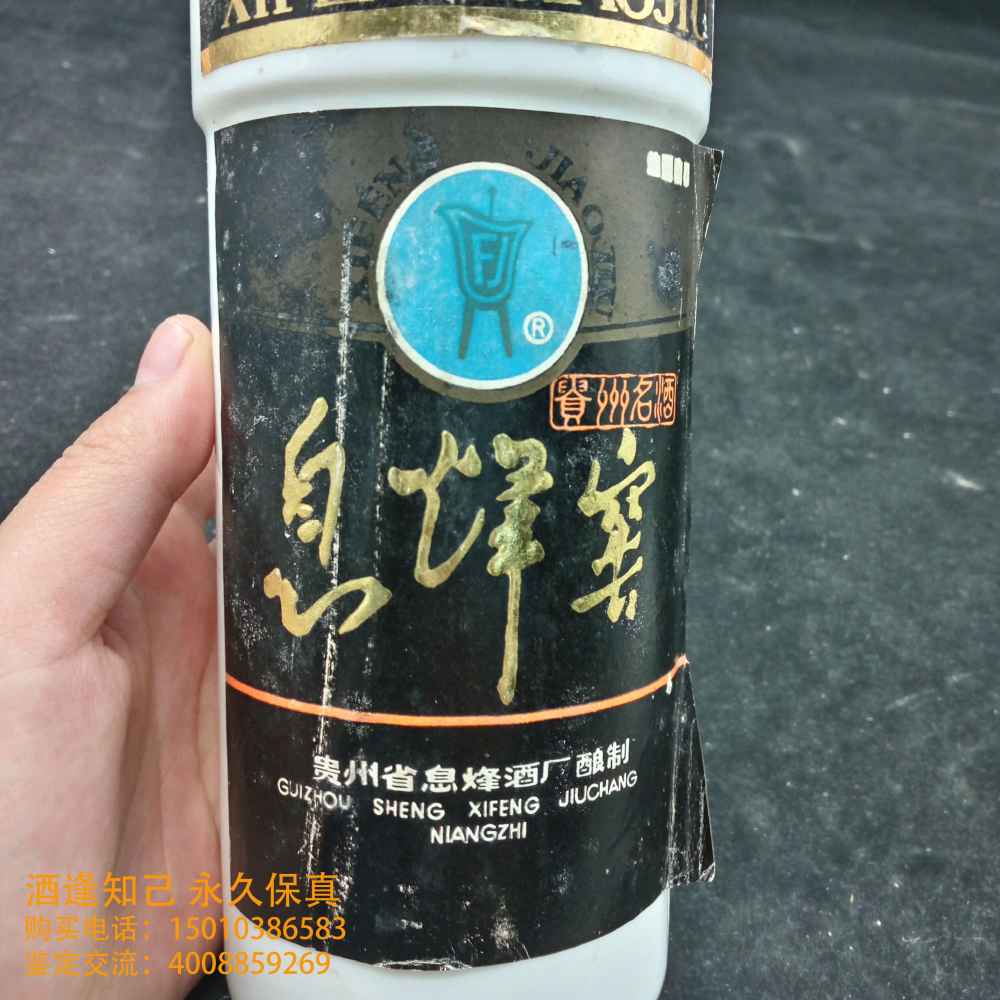 XIFENG
JIAOJIU
FJ
®
貴州名酒
息烽窖
贵州省息烽酒厂酿制
GUIZHOU SHENG XIFENG JIUCHANG
NIANGZHI
酒逢知己 永久保真
购买电话：15010386583
鉴定交流：4008859269